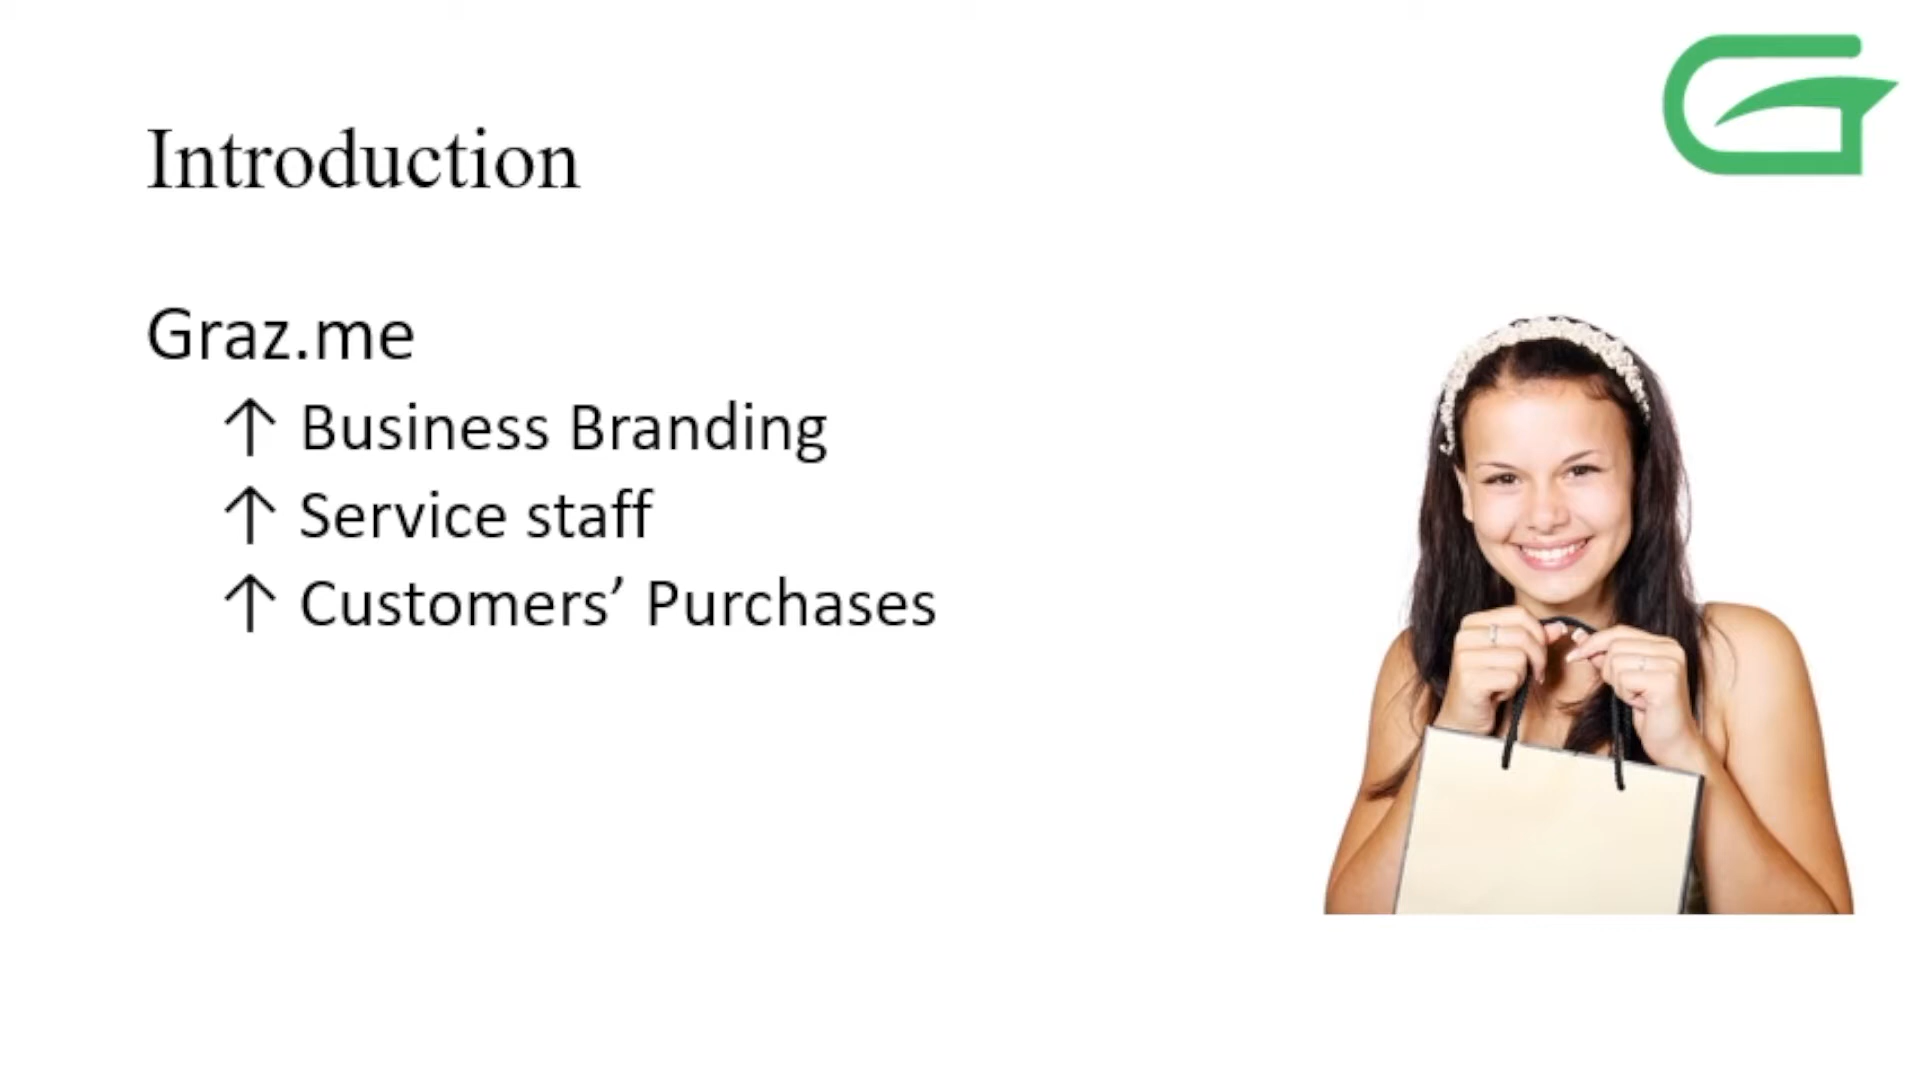 Introduction
Graz.me
↑ Business Branding
↑ Service staff
↑ Customers’ Purchases